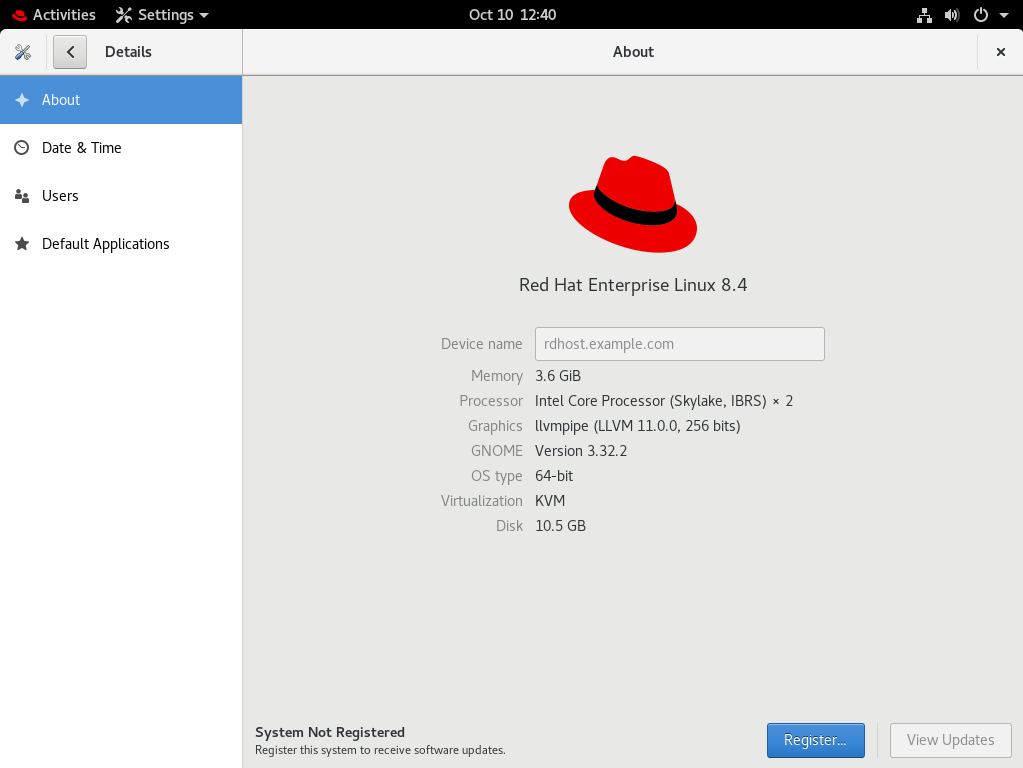 Activities Settings Oct 10 12:40
Details About
About
Date & Time
Users
Default Applications
Red Hat Enterprise Linux 8.4
Device name rdhost.example.com
Memory 3.6 GiB
Processor Intel Core Processor (Skylake, IBRS) × 2
Graphics llvmpipe (LLVM 11.0.0, 256 bits)
GNOME Version 3.32.2
OS type 64-bit
Virtualization KVM
Disk 10.5 GB
System Not Registered
Register this system to receive software updates.
Register... View Updates